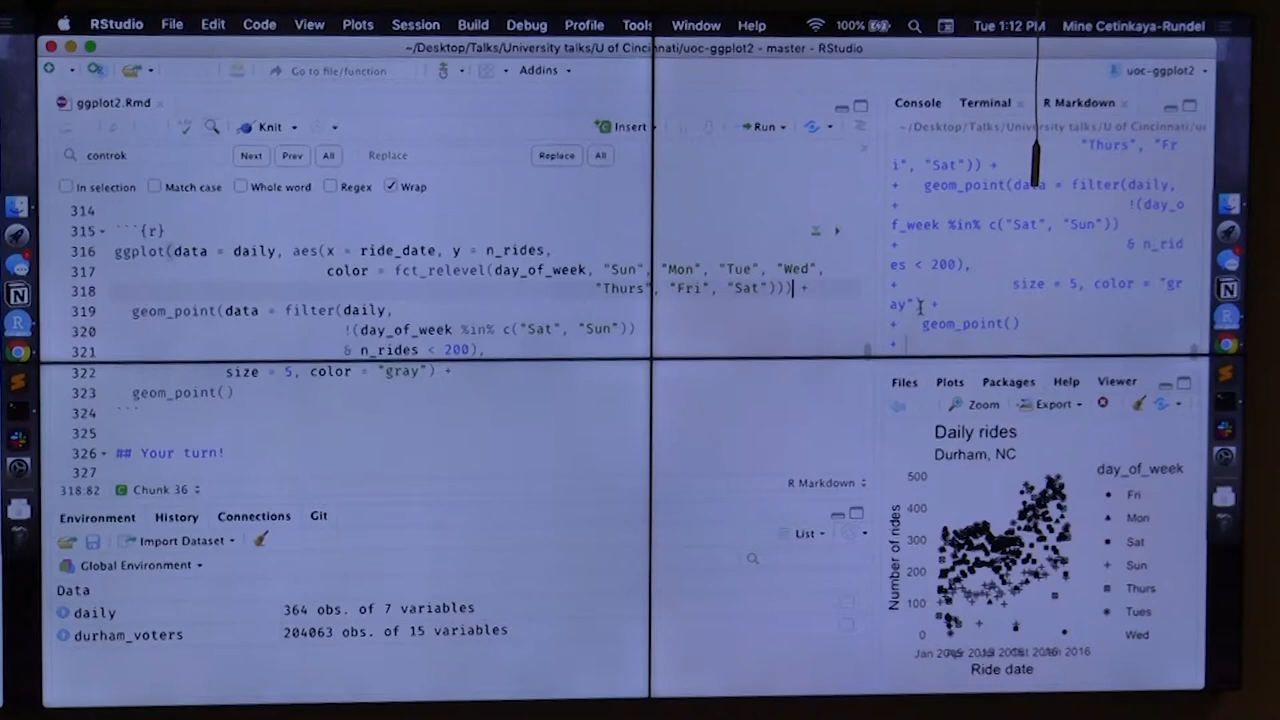 RStudio File Edit Code View Plots Session Build Debug Profile Tools Window Help 100% Tue 1:12 PM Mine Cetinkaya-Rundel
~/Desktop/Talks/University talks/U of Cincinnati/uoc-ggplot2 - master - RStudio
Go to file/function Addins uoc-ggplot2
ggplot2.Rmd
Knit Insert Run
controk Next Prev All Replace Replace All
In selection Match case Whole word Regex Wrap
314
315 ```{r}
316 ggplot(data = daily, aes(x = ride_date, y = n_rides,
317 color = fct_relevel(day_of_week, "Sun", "Mon", "Tue", "Wed",
318 "Thurs", "Fri", "Sat"))) +
319 geom_point(data = filter(daily,
320 !(day_of_week %in% c("Sat", "Sun"))
321 & n_rides < 200),
322 size = 5, color = "gray") +
323 geom_point()
324 ```
325
326 ## Your turn!
327
318:82 Chunk 36 R Markdown
Console Terminal R Markdown
~/Desktop/Talks/University talks/U of Cincinnati/
"Thurs", "Fr
i", "Sat")) +
+ geom_point(data = filter(daily,
+ !(day_o
f_week %in% c("Sat", "Sun"))
+ & n_rid
es < 200),
+ size = 5, color = "gr
ay") +
+ geom_point()
+
Environment History Connections Git
Import Dataset List
Global Environment
Data
daily 364 obs. of 7 variables
durham_voters 204063 obs. of 15 variables
Files Plots Packages Help Viewer
Zoom Export
Daily rides
Durham, NC
Number of rides
500
400
300
200
100
0
Ride date
day_of_week
Fri
Mon
Sat
Sun
Thurs
Tues
Wed